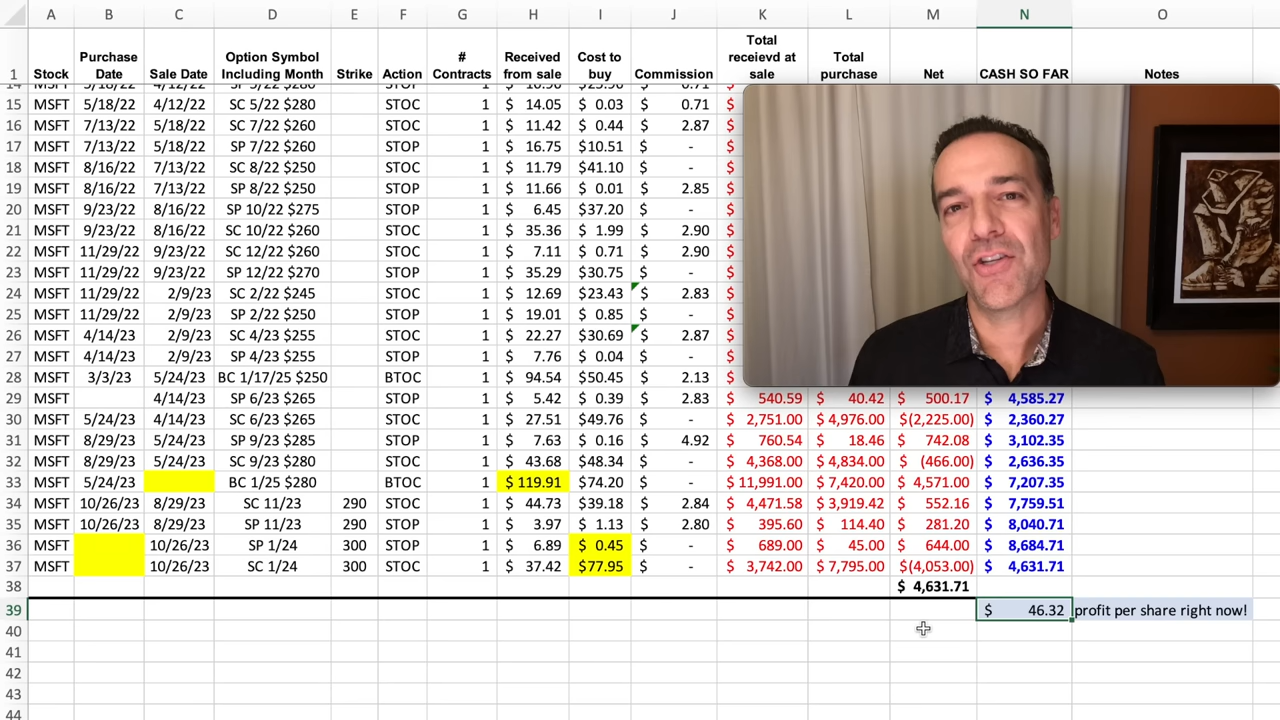 A B C D E F G H I J K L M N O
1 Stock Purchase Date Sale Date Option Symbol Including Month Strike Action # Contracts Received from sale Cost to buy Commission Total receievd at sale Total purchase Net CASH SO FAR Notes
15 MSFT 5/18/22 4/12/22 SC 5/22 $280 STOC 1 $ 14.05 $ 0.03 $ 0.71 $
16 MSFT 7/13/22 5/18/22 SC 7/22 $260 STOC 1 $ 11.42 $ 0.44 $ 2.87 $
17 MSFT 7/13/22 5/18/22 SP 7/22 $260 STOP 1 $ 16.75 $10.51 $ - $
18 MSFT 8/16/22 7/13/22 SC 8/22 $250 STOC 1 $ 11.79 $41.10 $ - $
19 MSFT 8/16/22 7/13/22 SP 8/22 $250 STOP 1 $ 11.66 $ 0.01 $ 2.85 $
20 MSFT 9/23/22 8/16/22 SP 10/22 $275 STOP 1 $ 6.45 $37.20 $ - $
21 MSFT 9/23/22 8/16/22 SC 10/22 $260 STOC 1 $ 35.36 $ 1.99 $ 2.90 $
22 MSFT 11/29/22 9/23/22 SC 12/22 $260 STOC 1 $ 7.11 $ 0.71 $ 2.90 $
23 MSFT 11/29/22 9/23/22 SP 12/22 $270 STOP 1 $ 35.29 $30.75 $ - $
24 MSFT 11/29/22 2/9/23 SC 2/22 $245 STOC 1 $ 12.69 $23.43 $ 2.83 $
25 MSFT 11/29/22 2/9/23 SP 2/22 $250 STOP 1 $ 19.01 $ 0.85 $ - $
26 MSFT 4/14/23 2/9/23 SC 4/23 $255 STOC 1 $ 22.27 $30.69 $ 2.87 $
27 MSFT 4/14/23 2/9/23 SP 4/23 $255 STOP 1 $ 7.76 $ 0.04 $ - $
28 MSFT 3/3/23 5/24/23 BC 1/17/25 $250 BTOC 1 $ 94.54 $50.45 $ 2.13 $
29 MSFT 4/14/23 SP 6/23 $265 STOP 1 $ 5.42 $ 0.39 $ 2.83 $ 540.59 $ 40.42 $ 500.17 $ 4,585.27
30 MSFT 5/24/23 4/14/23 SC 6/23 $265 STOC 1 $ 27.51 $49.76 $ - $ 2,751.00 $ 4,976.00 $(2,225.00) $ 2,360.27
31 MSFT 8/29/23 5/24/23 SP 9/23 $285 STOP 1 $ 7.63 $ 0.16 $ 4.92 $ 760.54 $ 18.46 $ 742.08 $ 3,102.35
32 MSFT 8/29/23 5/24/23 SC 9/23 $280 STOC 1 $ 43.68 $48.34 $ - $ 4,368.00 $ 4,834.00 $ (466.00) $ 2,636.35
33 MSFT 5/24/23 BC 1/25 $280 BTOC 1 $ 119.91 $74.20 $ - $ 11,991.00 $ 7,420.00 $ 4,571.00 $ 7,207.35
34 MSFT 10/26/23 8/29/23 SC 11/23 290 STOC 1 $ 44.73 $39.18 $ 2.84 $ 4,471.58 $ 3,919.42 $ 552.16 $ 7,759.51
35 MSFT 10/26/23 8/29/23 SP 11/23 290 STOP 1 $ 3.97 $ 1.13 $ 2.80 $ 395.60 $ 114.40 $ 281.20 $ 8,040.71
36 MSFT 10/26/23 SP 1/24 300 STOP 1 $ 6.89 $ 0.45 $ - $ 689.00 $ 45.00 $ 644.00 $ 8,684.71
37 MSFT 10/26/23 SC 1/24 300 STOC 1 $ 37.42 $77.95 $ - $ 3,742.00 $ 7,795.00 $(4,053.00) $ 4,631.71
38 $ 4,631.71
39 $ 46.32 profit per share right now!
40
41
42
43
44